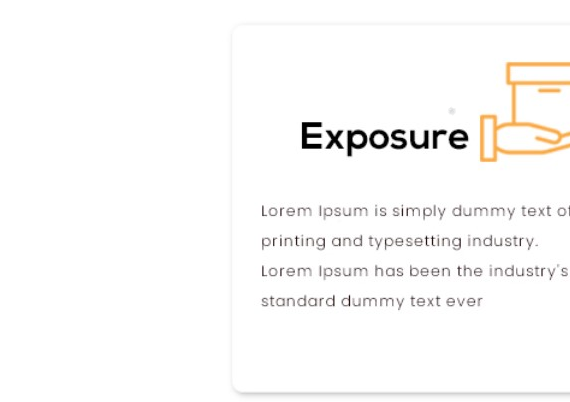 Exposure
Lorem Ipsum is simply dummy text of
printing and typesetting industry.
Lorem Ipsum has been the industry's
standard dummy text ever